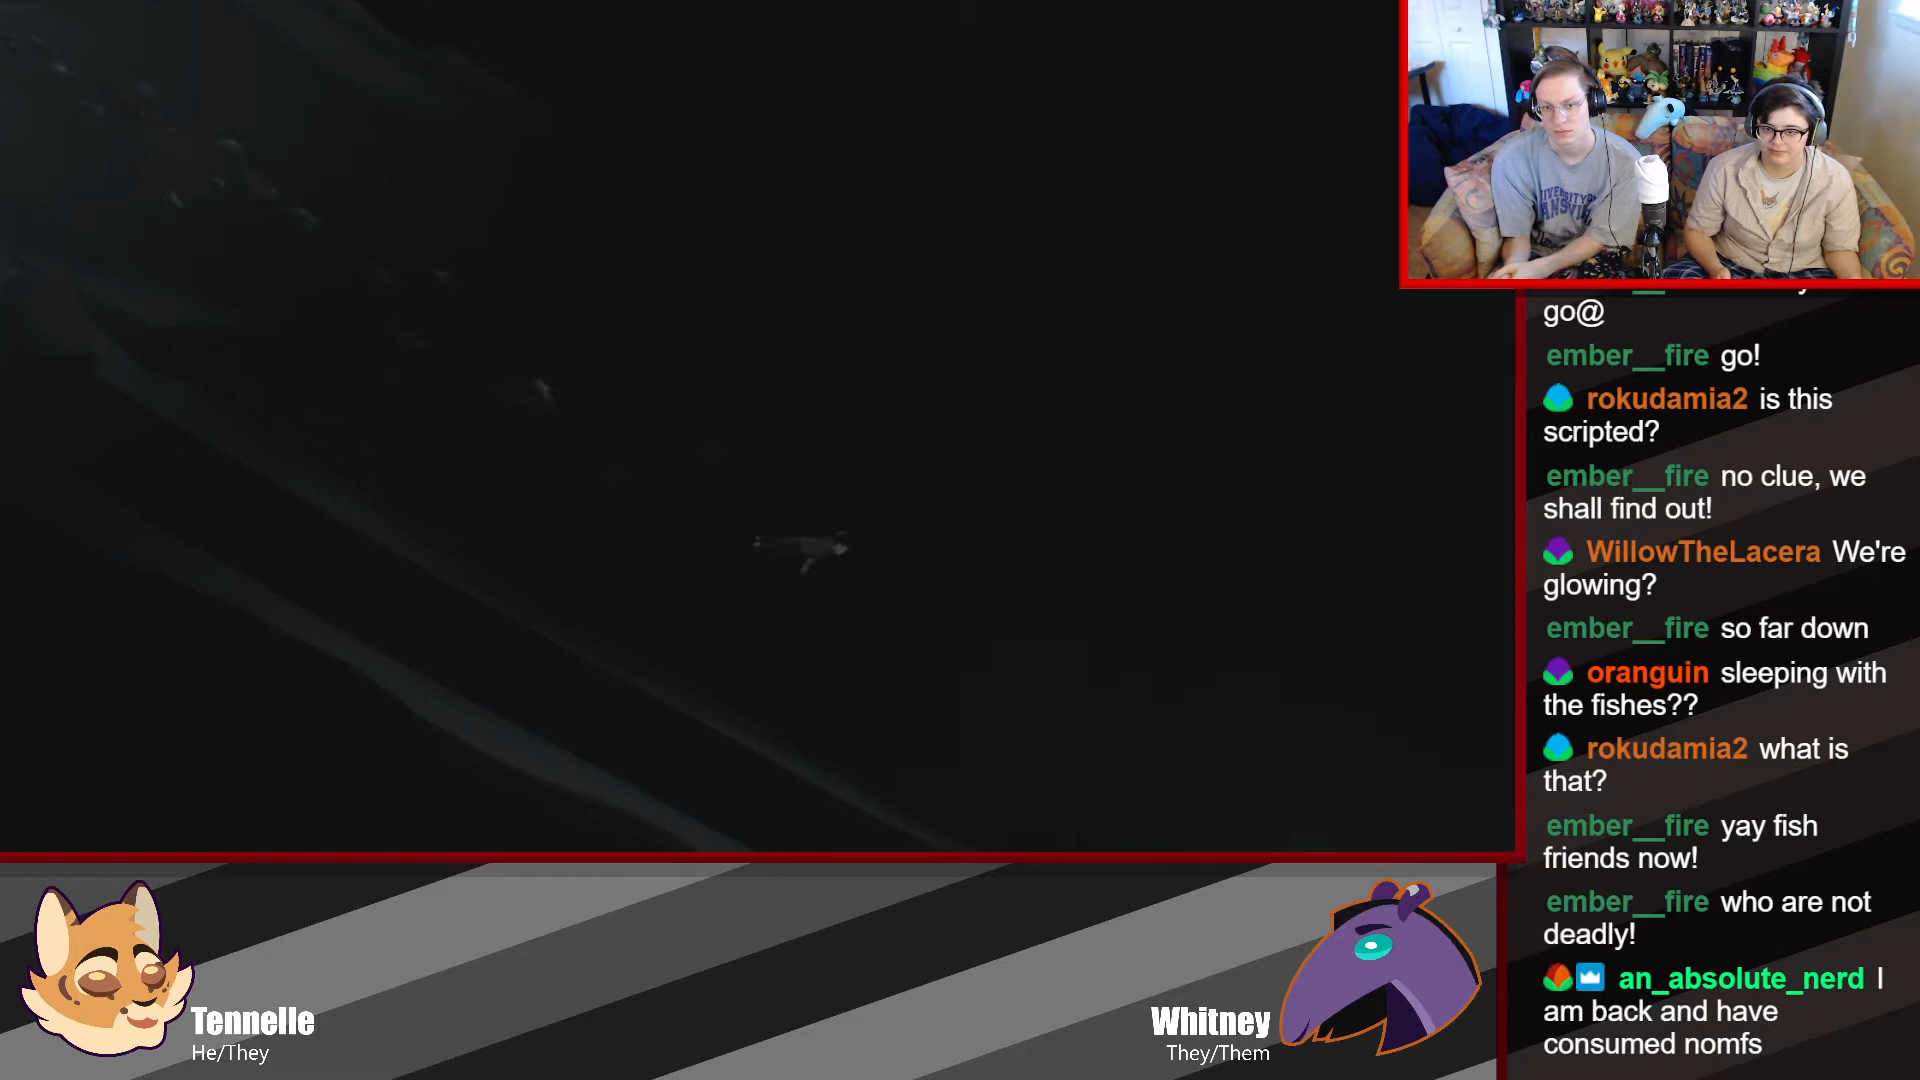 go@
ember__fire go!
rokudamia2 is this
scripted?
ember__fire no clue, we
shall find out!
WillowTheLacera We're
glowing?
ember__fire so far down
oranguin sleeping with
the fishes??
rokudamia2 what is
that?
ember__fire yay fish
friends now!
ember__fire who are not
deadly!
an_absolute_nerd I
am back and have
consumed nomfs
Tennelle
He/They
Whitney
They/Them